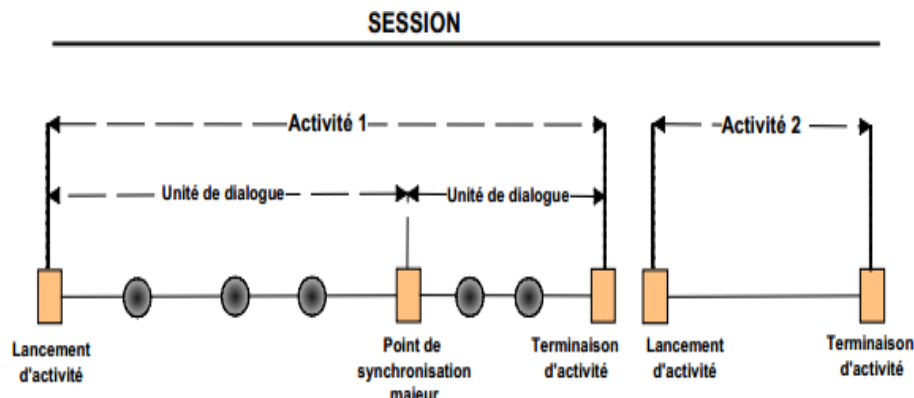 SESSION
Activité 1
Activité 2
Unité de dialogue
Unité de dialogue
Lancement
d'activité
Point de
synchronisation
majeur
Terminaison
d'activité
Lancement
d'activité
Terminaison
d'activité